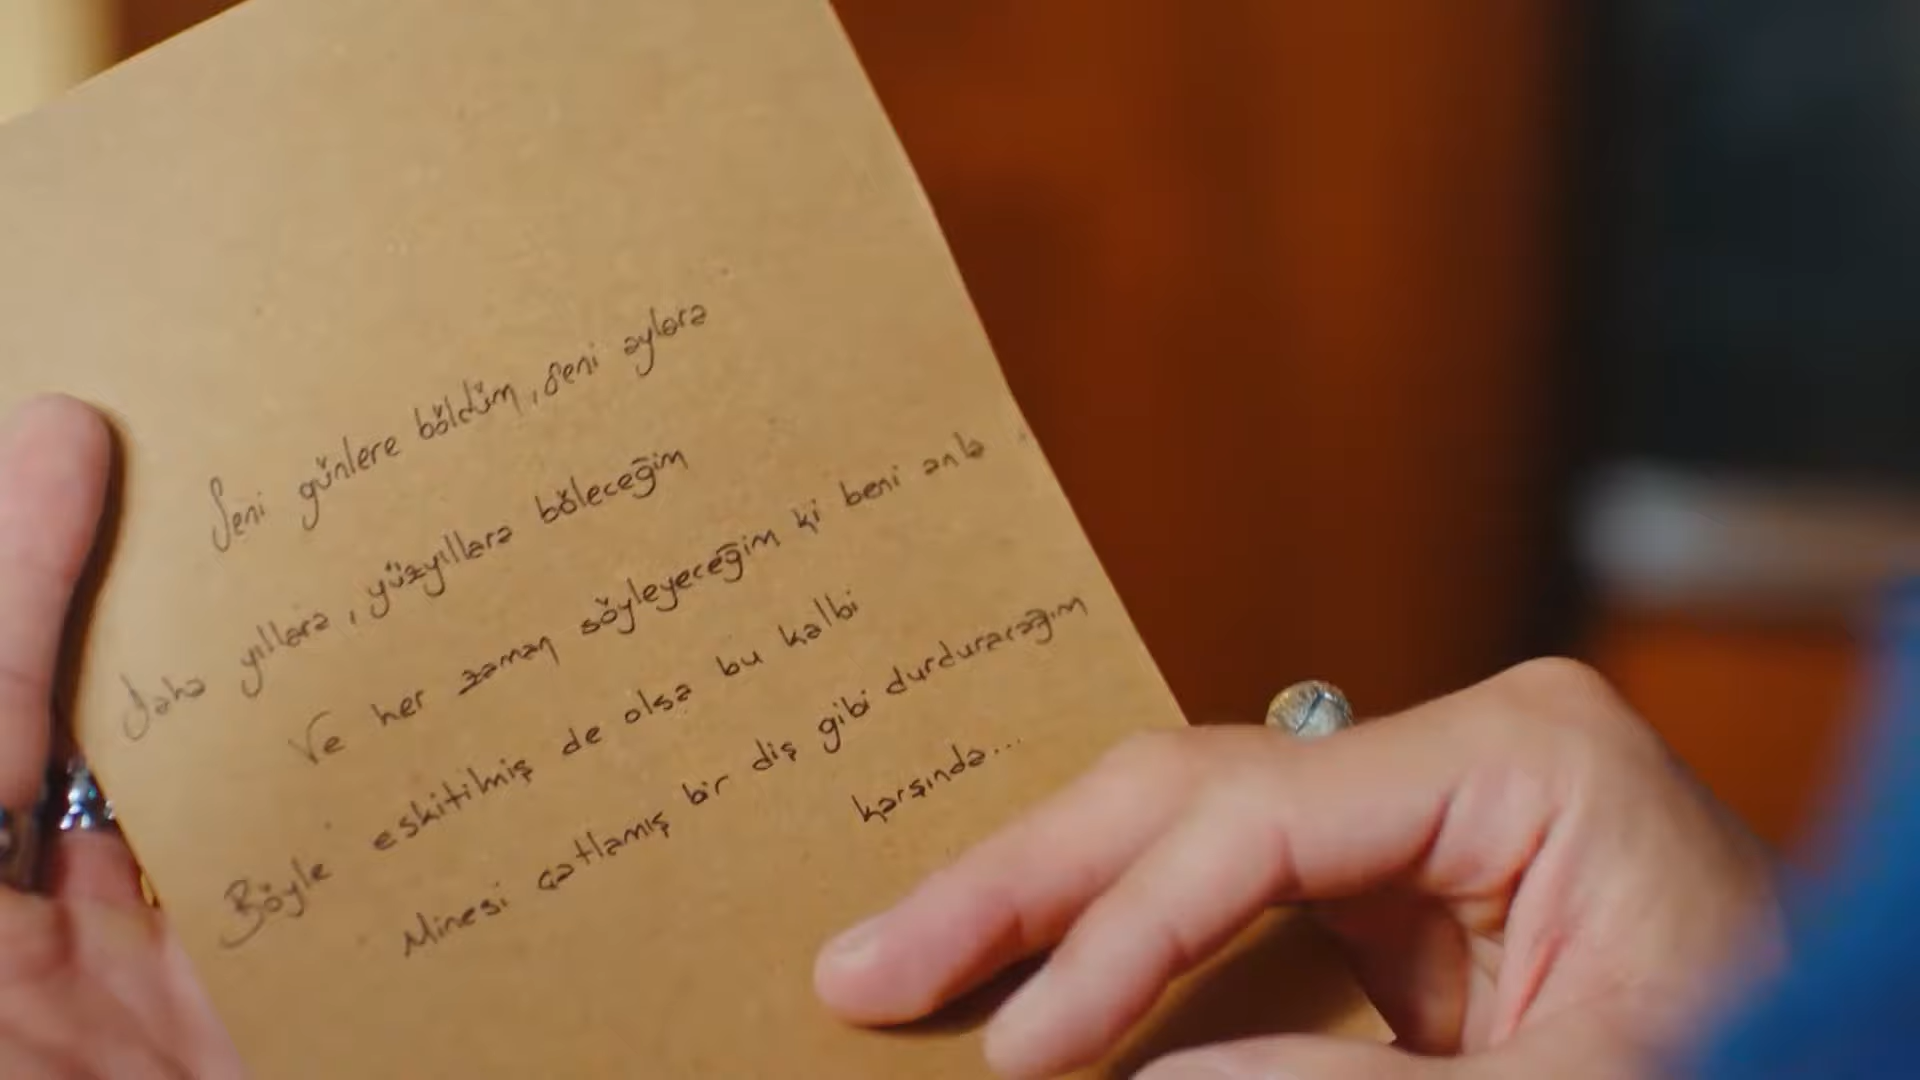 Seni günlere böldüm, seni aylara
daha yıllara, yüzyıllara böleceğim
Ve her zaman söyleyeceğim ki beni anla
Böyle eskitilmiş de olsa bu kalbi
Minesi çatlamış bir diş gibi durduracağım
karşında...